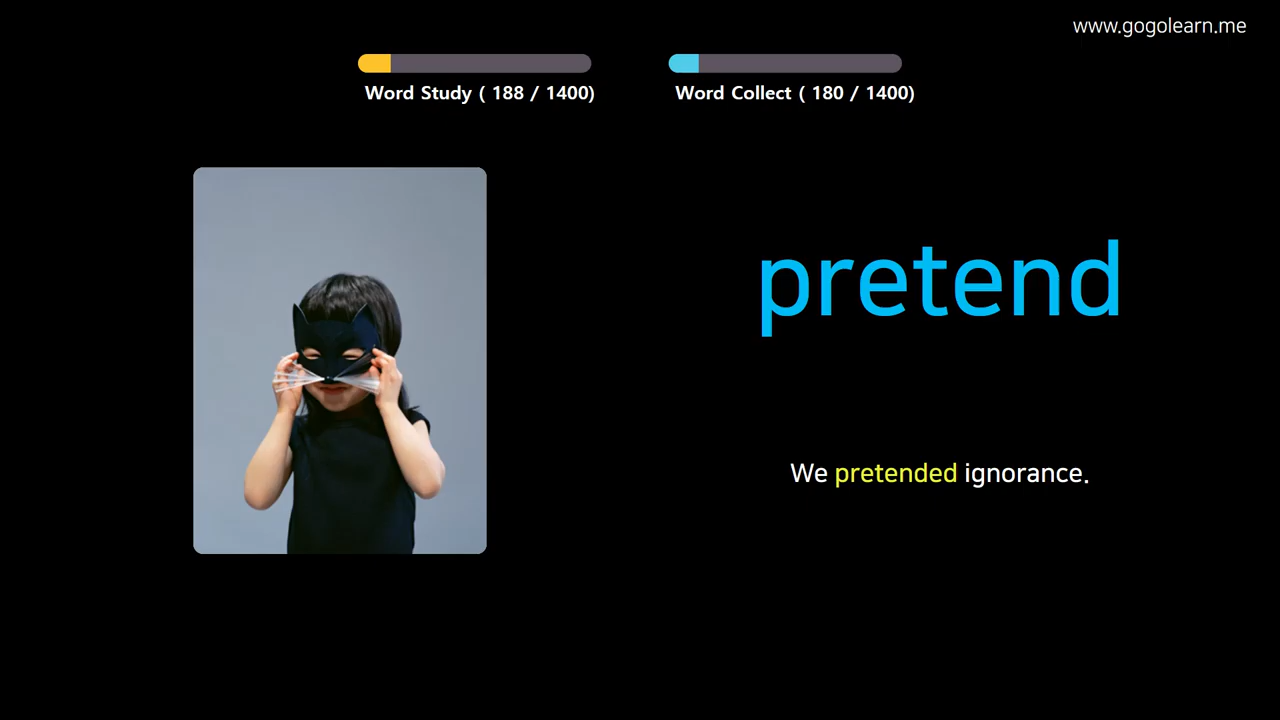 www.gogolearn.me
Word Study ( 188 / 1400)
Word Collect ( 180 / 1400)
pretend
We pretended ignorance.